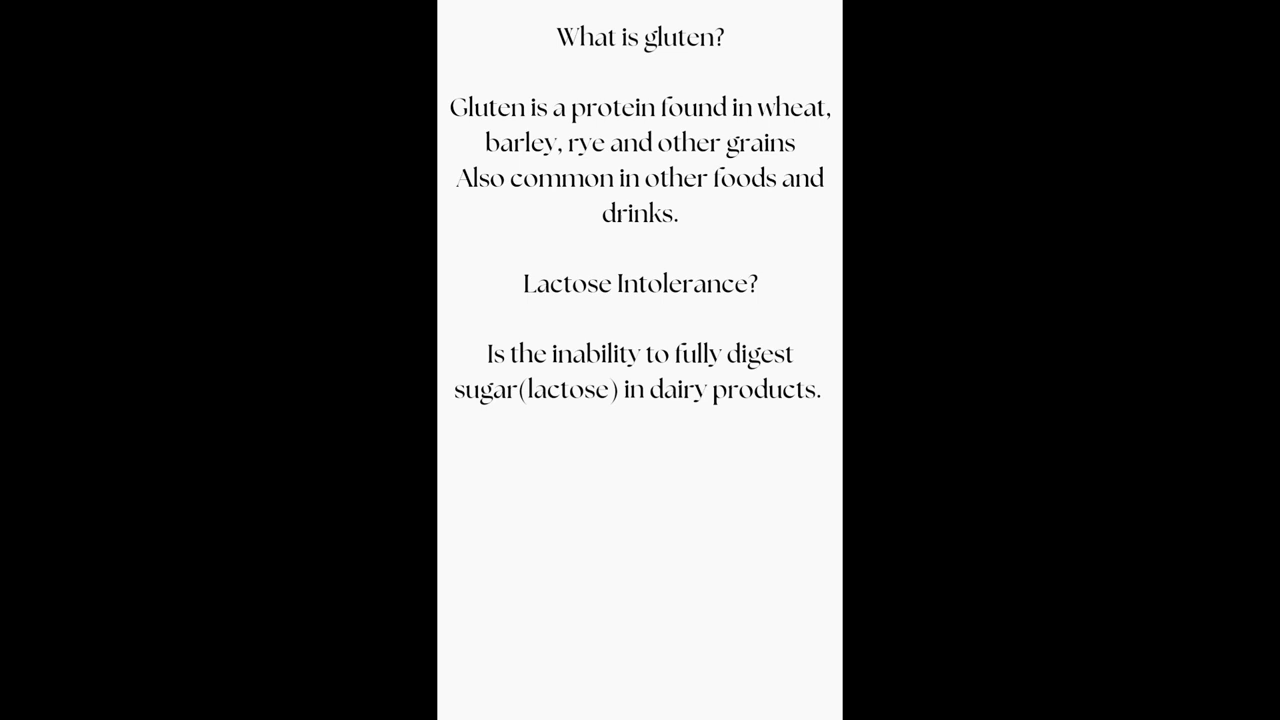 What is gluten?
Gluten is a protein found in wheat,
barley, rye and other grains
Also common in other foods and
drinks.
Lactose Intolerance?
Is the inability to fully digest
sugar(lactose) in dairy products.